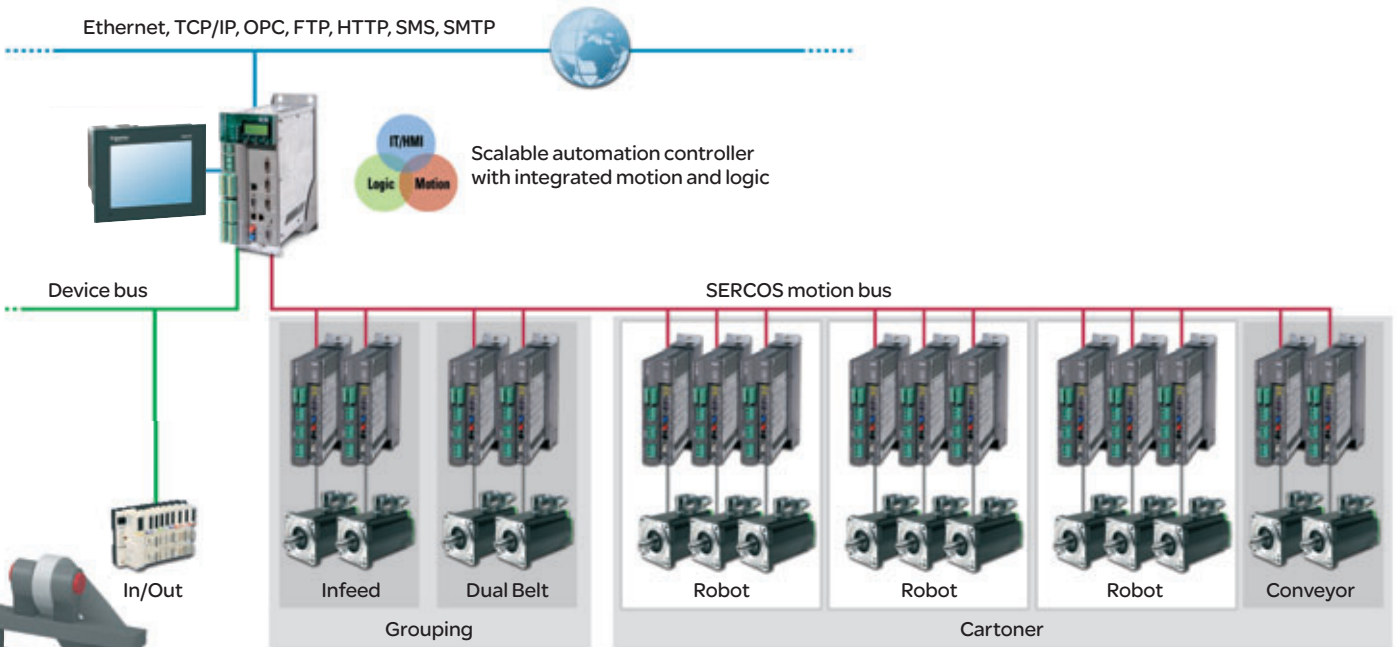 Ethernet, TCP/IP, OPC, FTP, HTTP, SMS, SMTP
IT/HMI
Logic
Motion
Scalable automation controller
with integrated motion and logic
Device bus
SERCOS motion bus
In/Out
Infeed
Dual Belt
Robot
Robot
Robot
Conveyor
Grouping
Cartoner